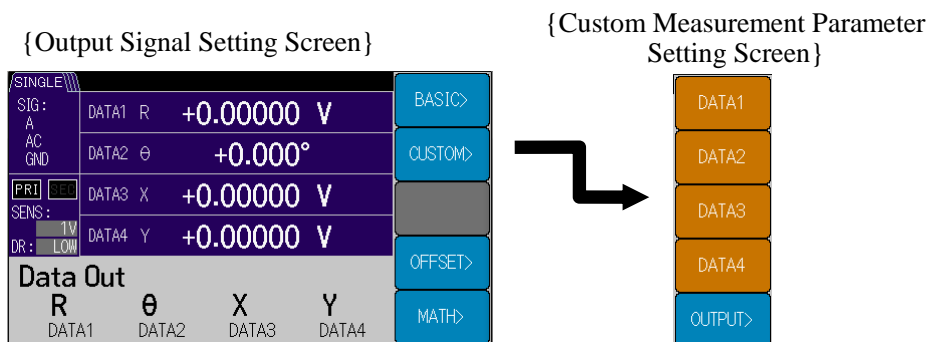 {Output Signal Setting Screen}
{Custom Measurement Parameter
Setting Screen}
SINGLE
SIG:
A
AC
GND
PRI SEC
SENS:
1V
DR: LOW
DATA1 R +0.00000 V
DATA2 θ +0.000°
DATA3 X +0.00000 V
DATA4 Y +0.00000 V
Data Out
R θ X Y
DATA1 DATA2 DATA3 DATA4
BASIC>
CUSTOM>
OFFSET>
MATH>
DATA1
DATA2
DATA3
DATA4
OUTPUT>